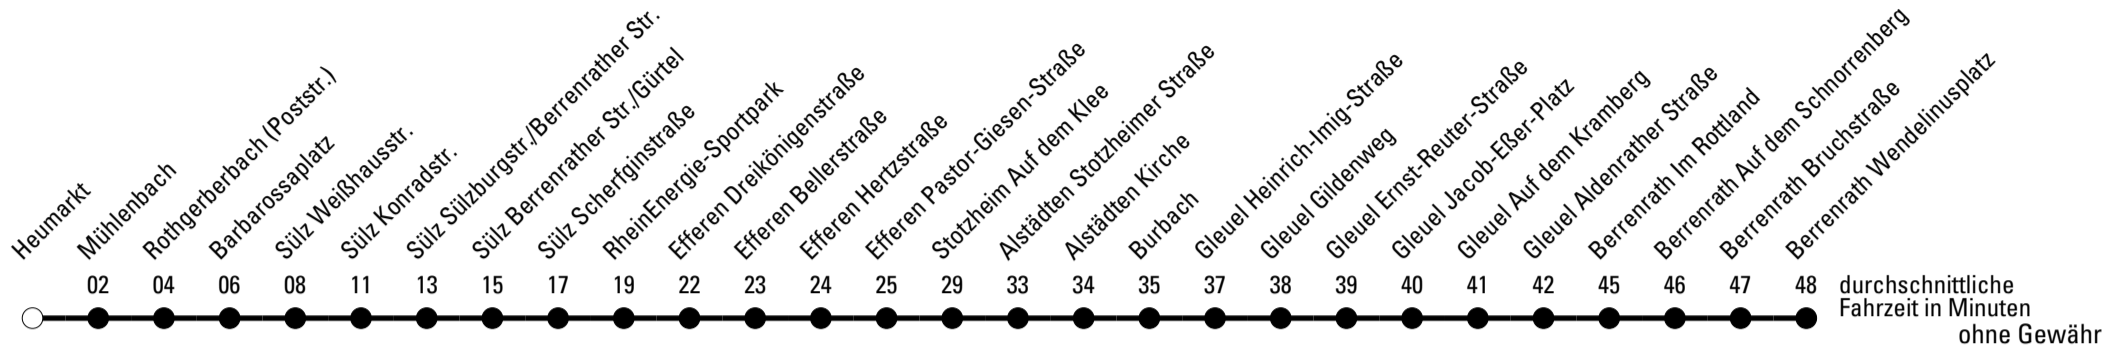 Heumarkt
Mühlenbach
Rothgerberbach (Poststr.)
Barbarossaplatz
Sülz Weißhausstr.
Sülz Konradstr.
Sülz Sülzburgstr./Berrenrather Str.
Sülz Berrenrather Str./Gürtel
Sülz Scherfginstraße
RheinEnergie-Sportpark
Efferen Dreikönigenstraße
Efferen Bellerstraße
Efferen Hertzstraße
Efferen Pastor-Giesen-Straße
Stotzheim Auf dem Klee
Alstädten Stotzheimer Straße
Alstädten Kirche
Burbach
Gleuel Heinrich-Imig-Straße
Gleuel Gildenweg
Gleuel Ernst-Reuter-Straße
Gleuel Jacob-Eßer-Platz
Gleuel Auf dem Kramberg
Gleuel Aldenrather Straße
Berrenrath Im Rottland
Berrenrath Auf dem Schnorrenberg
Berrenrath Bruchstraße
Berrenrath Wendelinusplatz
02 04 06 08 11 13 15 17 19 22 23 24 25 29 33 34 35 37 38 39 40 41 42 45 46 47 48 durchschnittliche
Fahrzeit in Minuten
ohne Gewähr